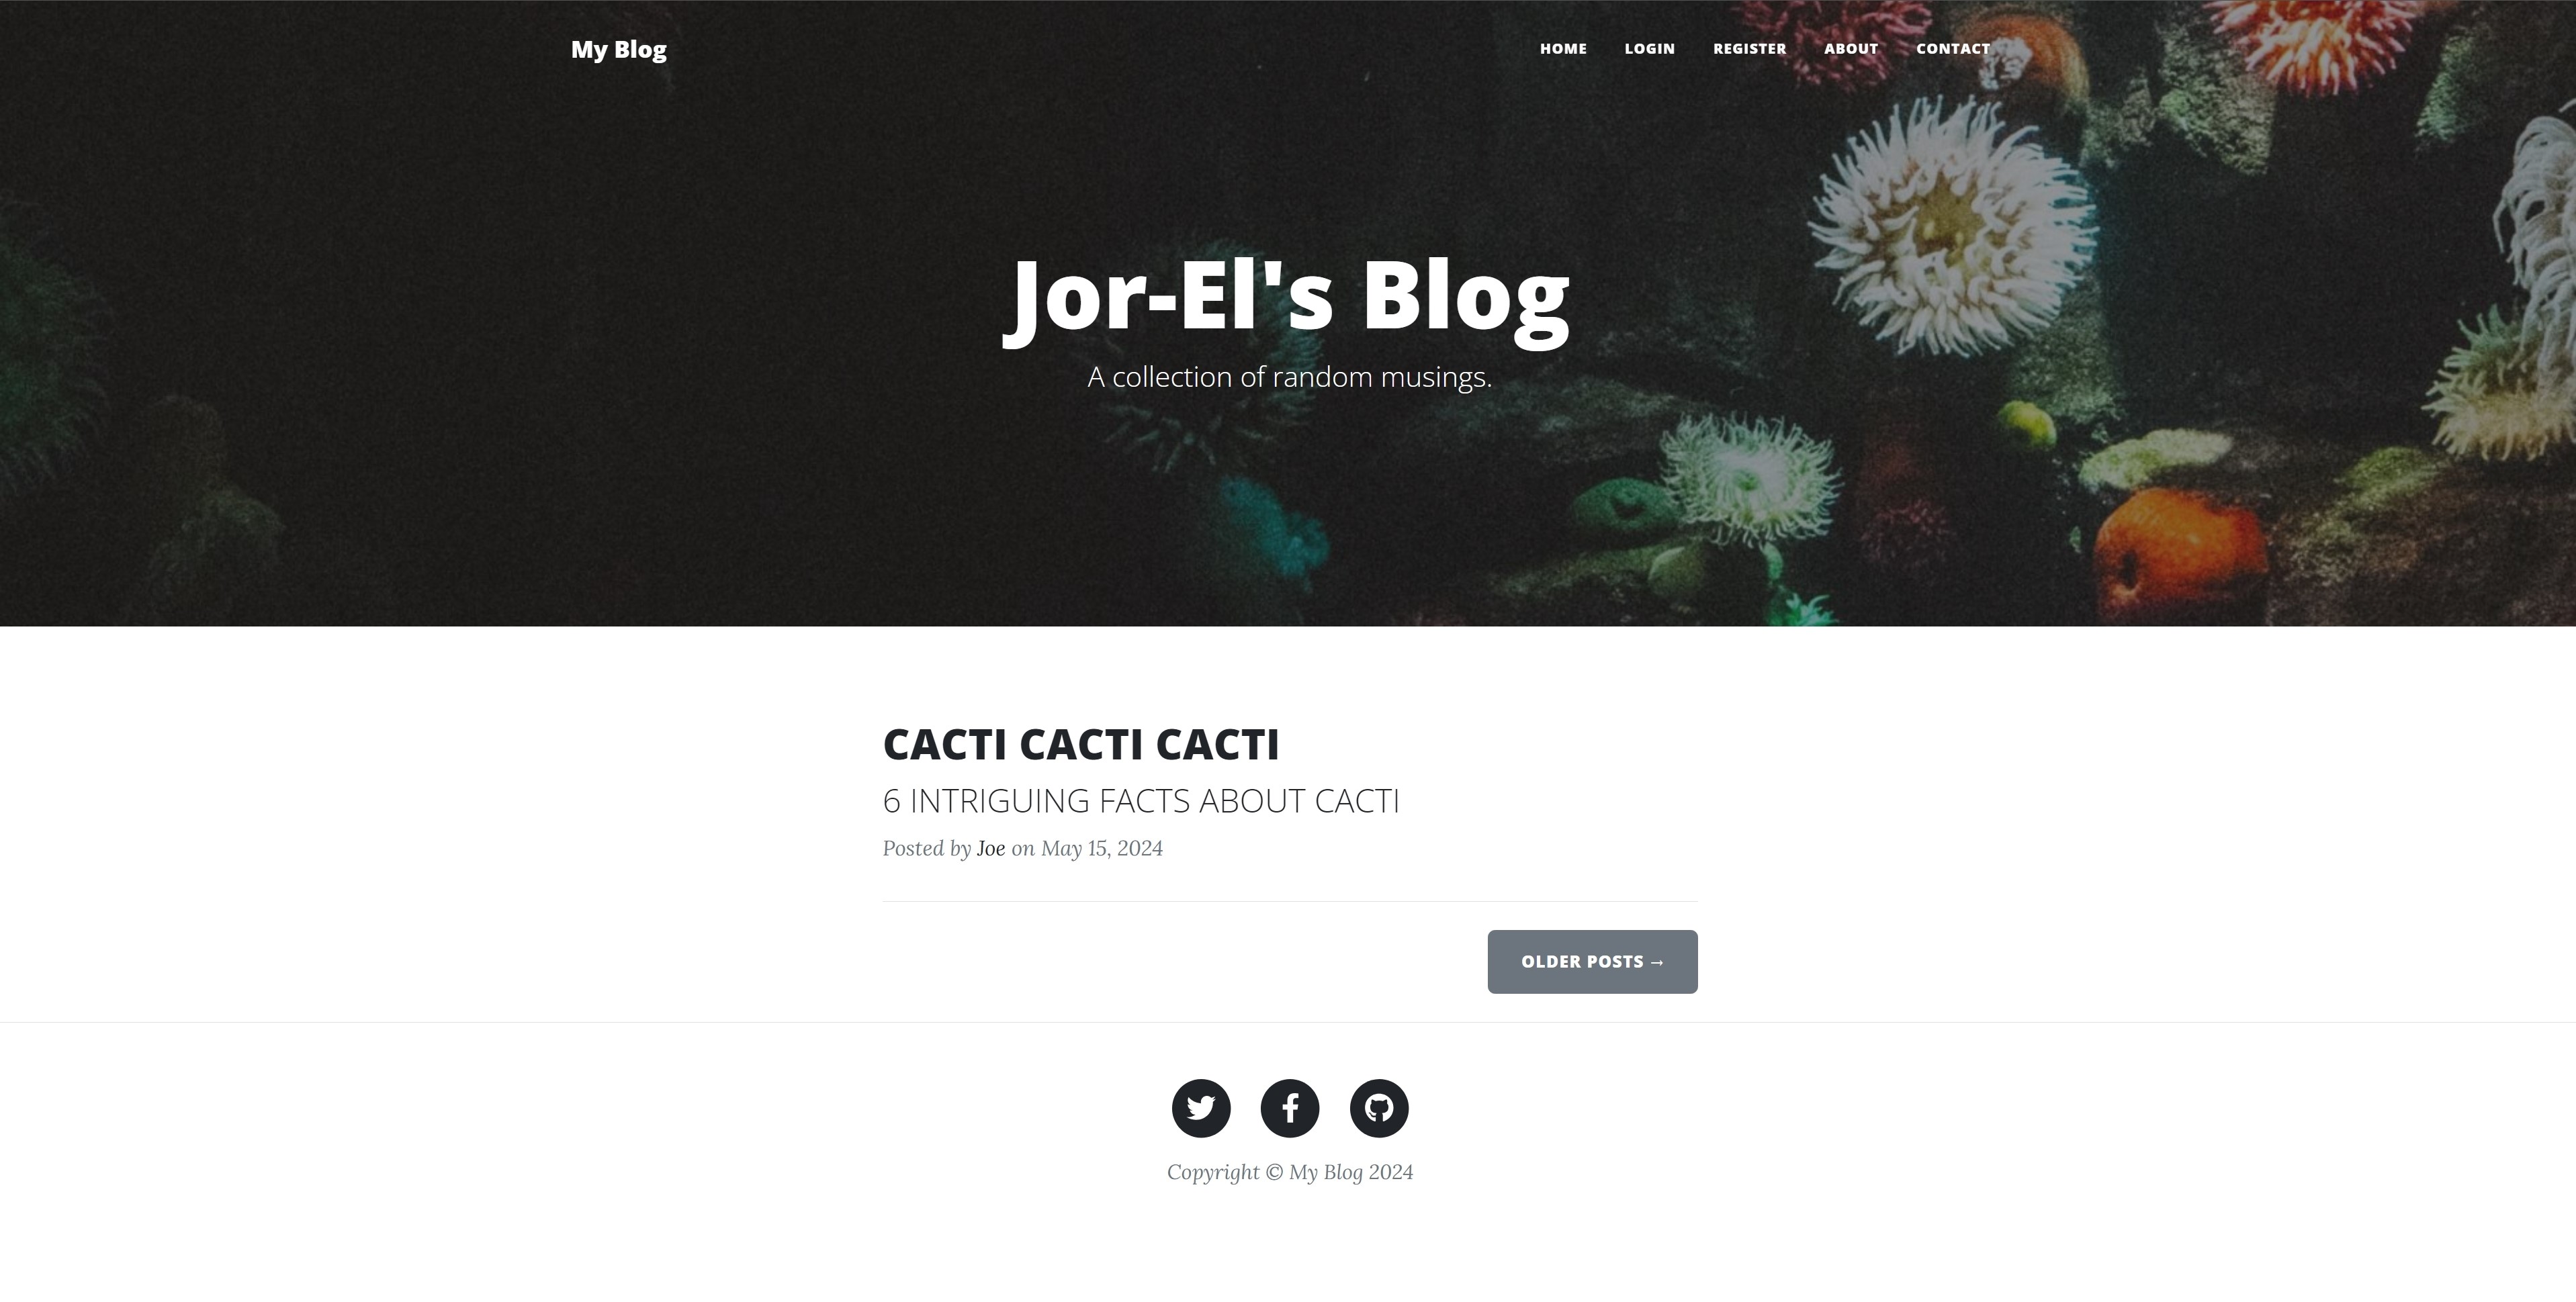 My Blog
HOME LOGIN REGISTER ABOUT CONTACT
Jor-El's Blog
A collection of random musings.
CACTI CACTI CACTI
6 INTRIGUING FACTS ABOUT CACTI
Posted by Joe on May 15, 2024
OLDER POSTS →
Copyright © My Blog 2024